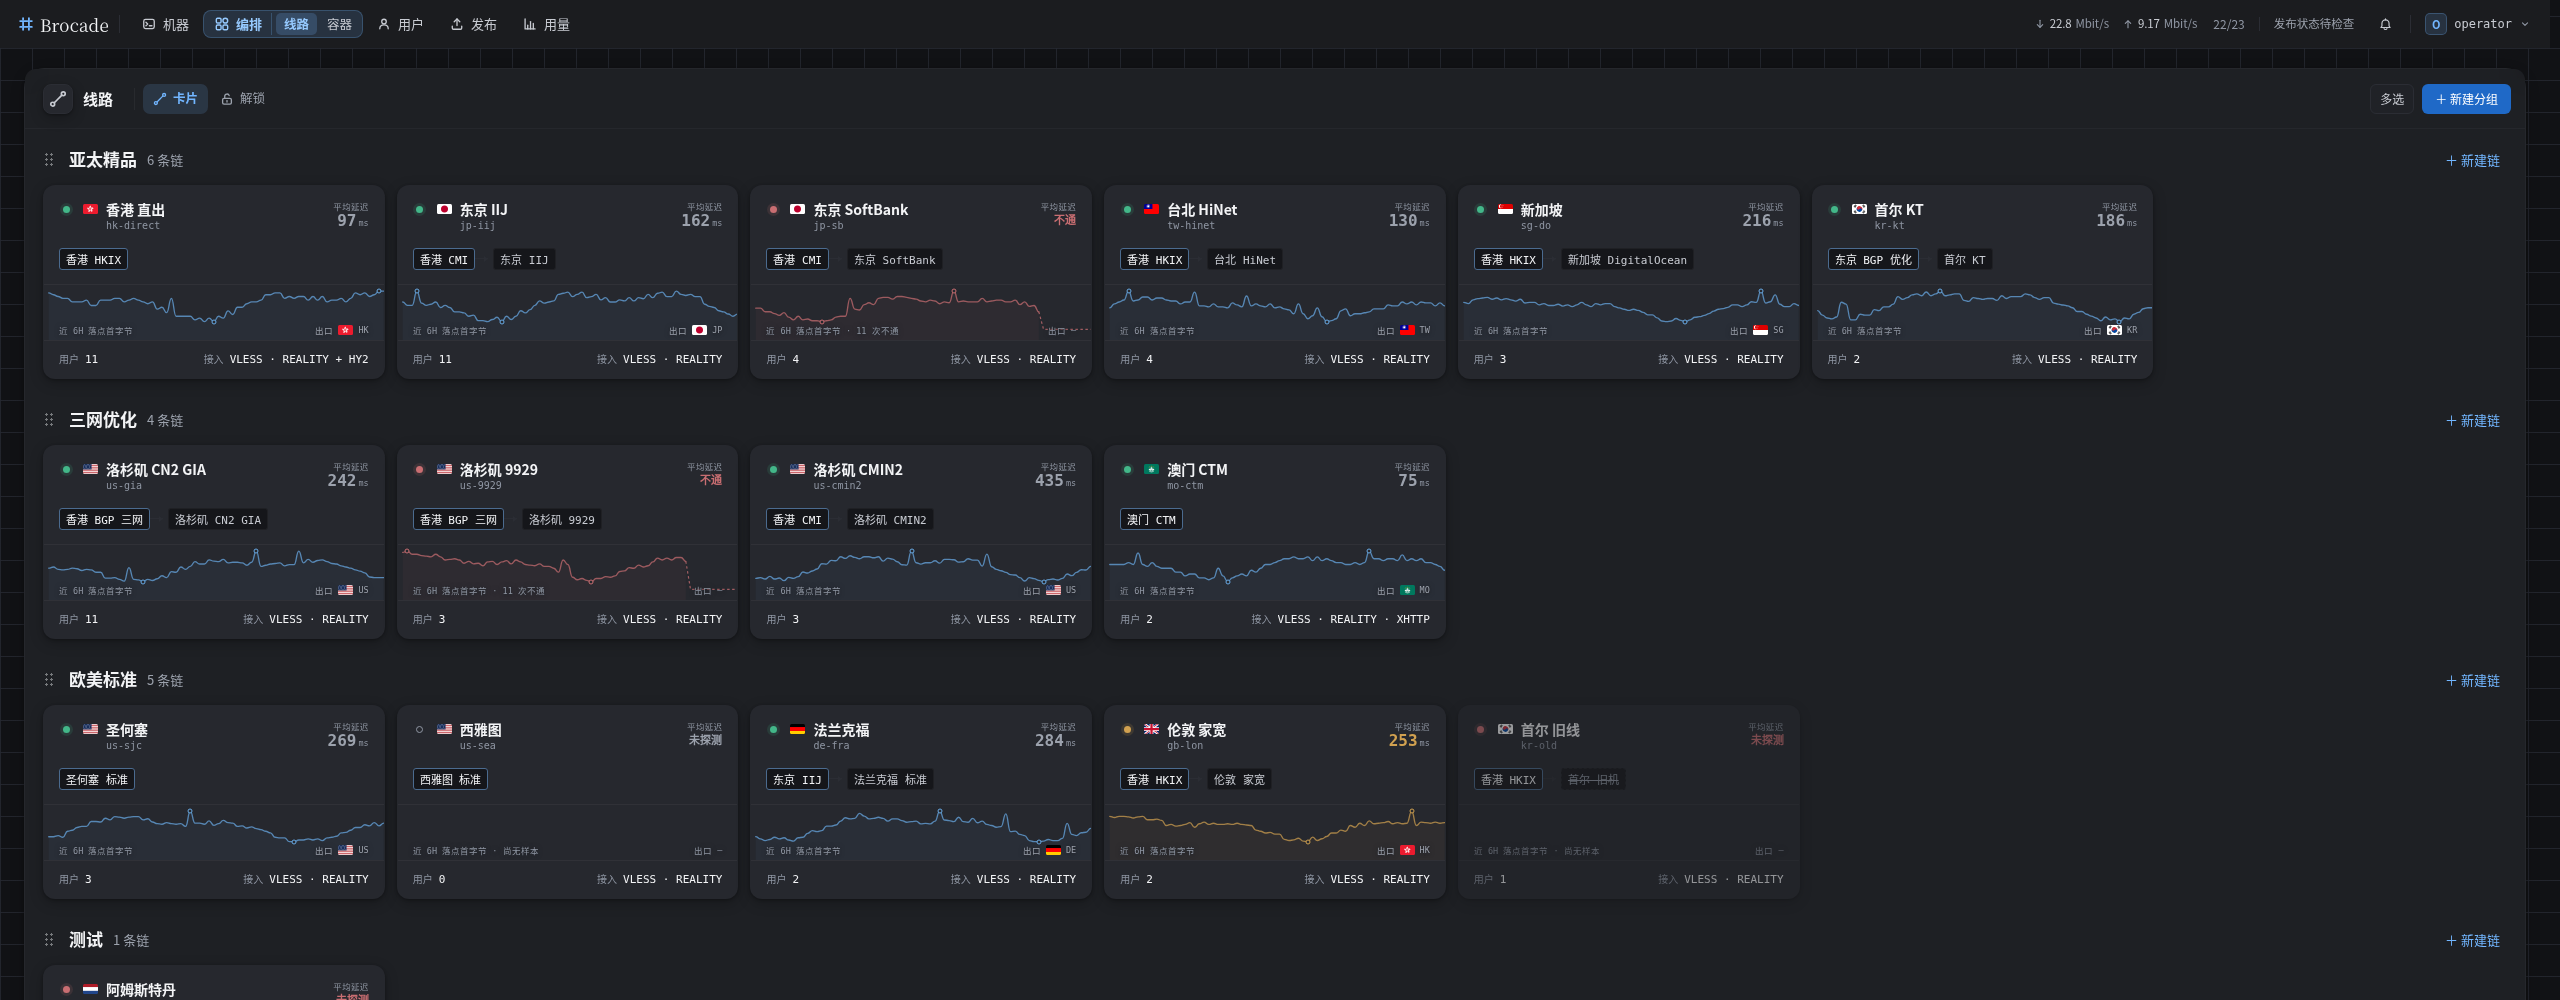 Brocade 机器 编排 线路 容器 用户 发布 用量 ↓ 22.8 Mbit/s ↑ 9.17 Mbit/s 22/23 发布状态待检查 O operator
线路 卡片 解锁 多选 + 新建分组
亚太精品 6 条链 + 新建链
香港 直出 平均延迟
hk-direct 97 ms
香港 HKIX
近 6H 落点首字节 出口 HK
用户 11 接入 VLESS · REALITY + HY2
东京 IIJ 平均延迟
jp-iij 162 ms
香港 CMI 东京 IIJ
近 6H 落点首字节 出口 JP
用户 11 接入 VLESS · REALITY
东京 SoftBank 平均延迟
jp-sb 不通
香港 CMI 东京 SoftBank
近 6H 落点首字节 · 11 次不通 出口 —
用户 4 接入 VLESS · REALITY
台北 HiNet 平均延迟
tw-hinet 130 ms
香港 HKIX 台北 HiNet
近 6H 落点首字节 出口 TW
用户 4 接入 VLESS · REALITY
新加坡 平均延迟
sg-do 216 ms
香港 HKIX 新加坡 DigitalOcean
近 6H 落点首字节 出口 SG
用户 3 接入 VLESS · REALITY
首尔 KT 平均延迟
kr-kt 186 ms
东京 BGP 优化 首尔 KT
近 6H 落点首字节 出口 KR
用户 2 接入 VLESS · REALITY
三网优化 4 条链 + 新建链
洛杉矶 CN2 GIA 平均延迟
us-gia 242 ms
香港 BGP 三网 洛杉矶 CN2 GIA
近 6H 落点首字节 出口 US
用户 11 接入 VLESS · REALITY
洛杉矶 9929 平均延迟
us-9929 不通
香港 BGP 三网 洛杉矶 9929
近 6H 落点首字节 · 11 次不通 出口 —
用户 3 接入 VLESS · REALITY
洛杉矶 CMIN2 平均延迟
us-cmin2 435 ms
香港 CMI 洛杉矶 CMIN2
近 6H 落点首字节 出口 US
用户 3 接入 VLESS · REALITY
澳门 CTM 平均延迟
mo-ctm 75 ms
澳门 CTM
近 6H 落点首字节 出口 MO
用户 2 接入 VLESS · REALITY · XHTTP
欧美标准 5 条链 + 新建链
圣何塞 平均延迟
us-sjc 269 ms
圣何塞 标准
近 6H 落点首字节 出口 US
用户 3 接入 VLESS · REALITY
西雅图 平均延迟
us-sea 未探测
西雅图 标准
近 6H 落点首字节 · 尚无样本 出口 —
用户 0 接入 VLESS · REALITY
法兰克福 平均延迟
de-fra 284 ms
东京 IIJ 法兰克福 标准
近 6H 落点首字节 出口 DE
用户 2 接入 VLESS · REALITY
伦敦 家宽 平均延迟
gb-lon 253 ms
香港 HKIX 伦敦 家宽
近 6H 落点首字节 出口 HK
用户 2 接入 VLESS · REALITY
首尔 旧线 平均延迟
kr-old 未探测
香港 HKIX 首尔 旧机
近 6H 落点首字节 · 尚无样本 出口 —
用户 1 接入 VLESS · REALITY
测试 1 条链 + 新建链
阿姆斯特丹 平均延迟
未探测